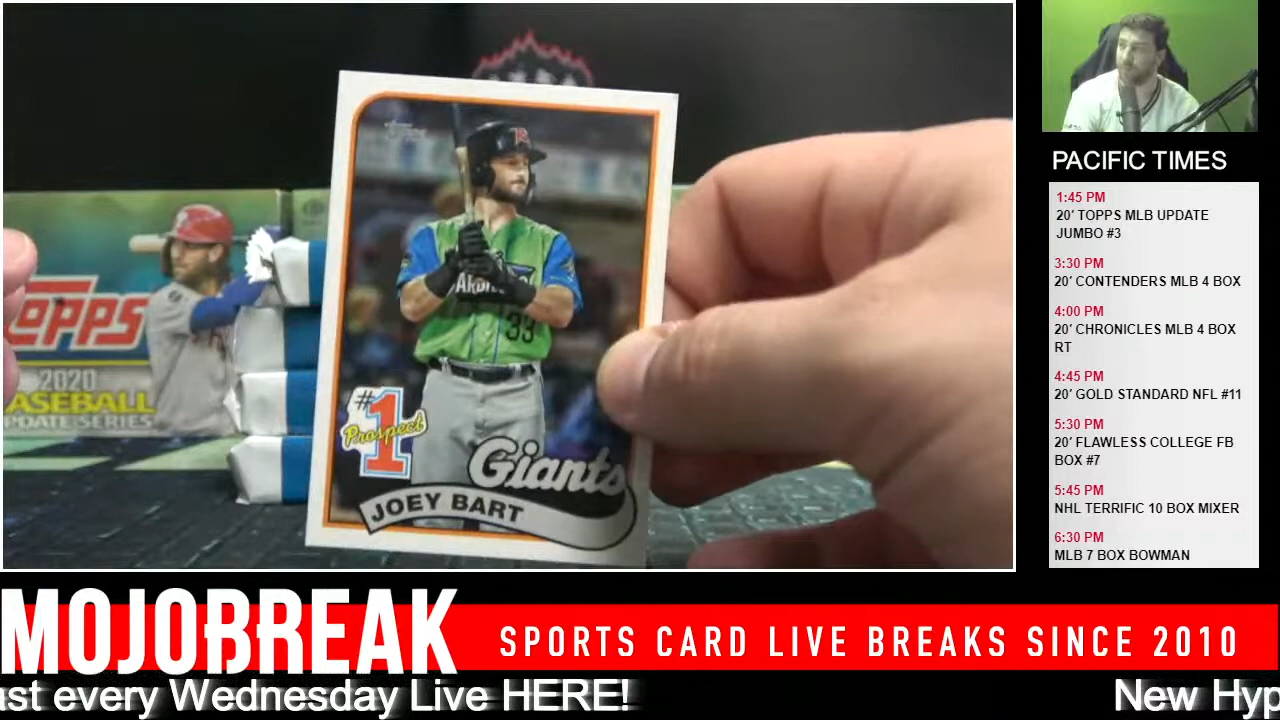 Topps
33
#1
Prospect
Giants
JOEY BART
TOPPS
2020
BASEBALL
UPDATE SERIES
PACIFIC TIMES
1:45 PM
20' TOPPS MLB UPDATE
JUMBO #3
3:30 PM
20' CONTENDERS MLB 4 BOX
4:00 PM
20' CHRONICLES MLB 4 BOX
RT
4:45 PM
20' GOLD STANDARD NFL #11
5:30 PM
20' FLAWLESS COLLEGE FB
BOX #7
5:45 PM
NHL TERRIFIC 10 BOX MIXER
6:30 PM
MLB 7 BOX BOWMAN
MOJOBREAK
SPORTS CARD LIVE BREAKS SINCE 2010
ast every Wednesday Live HERE!
New Hyp